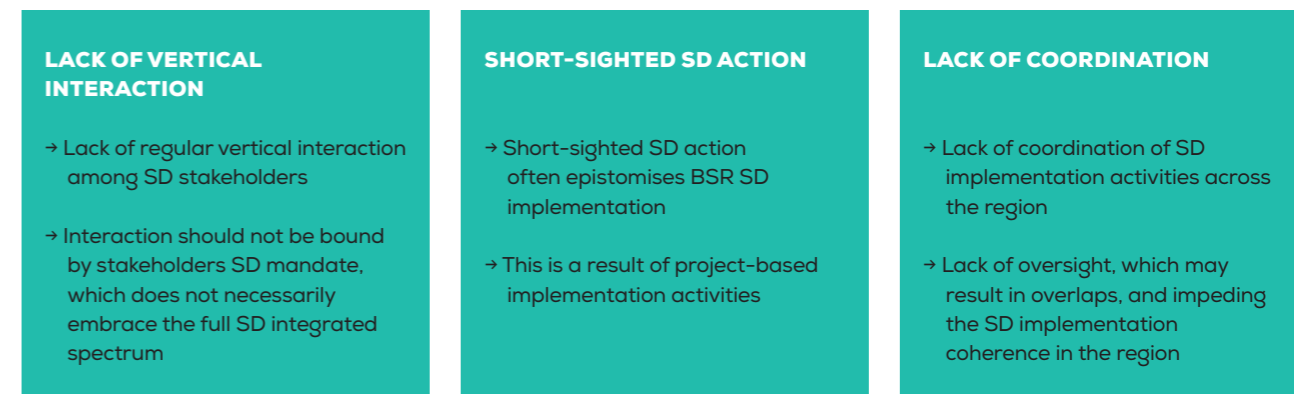 LACK OF VERTICAL
INTERACTION
→ Lack of regular vertical interaction
among SD stakeholders
→ Interaction should not be bound
by stakeholders SD mandate,
which does not necessarily
embrace the full SD integrated
spectrum
SHORT-SIGHTED SD ACTION
→ Short-sighted SD action
often epistomises BSR SD
implementation
→ This is a result of project-based
implementation activities
LACK OF COORDINATION
→ Lack of coordination of SD
implementation activities across
the region
→ Lack of oversight, which may
result in overlaps, and impeding
the SD implementation
coherence in the region